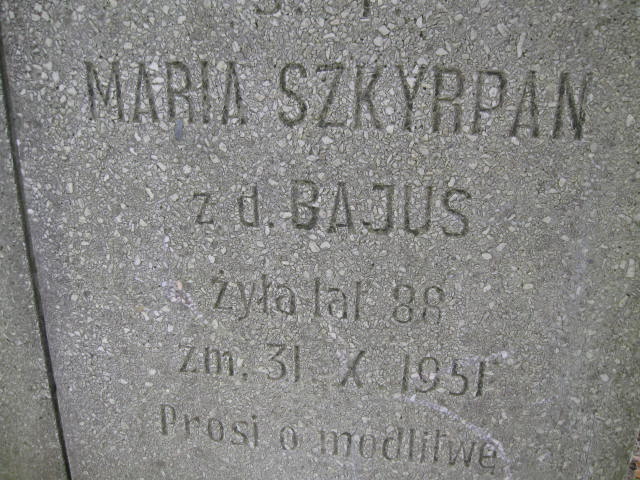 Ś. P.
MARIA SZKYRPAN
z d. BAJUS
żyła lat 88
zm. 31. X. 1951
Prosi o modlitwę